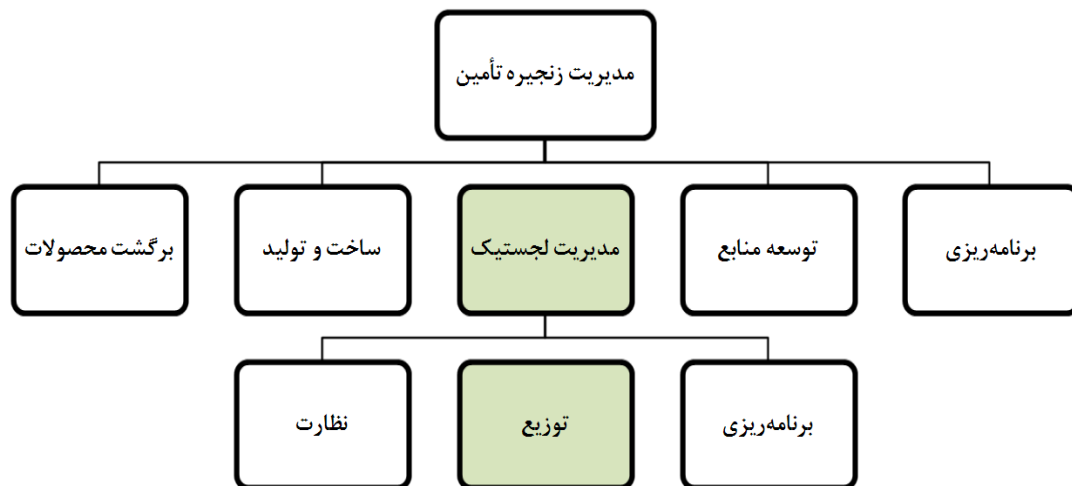 مدیریت زنجیره تأمین
برنامه‌ریزی
توسعه منابع
مدیریت لجستیک
ساخت و تولید
برگشت محصولات
برنامه‌ریزی
توزیع
نظارت